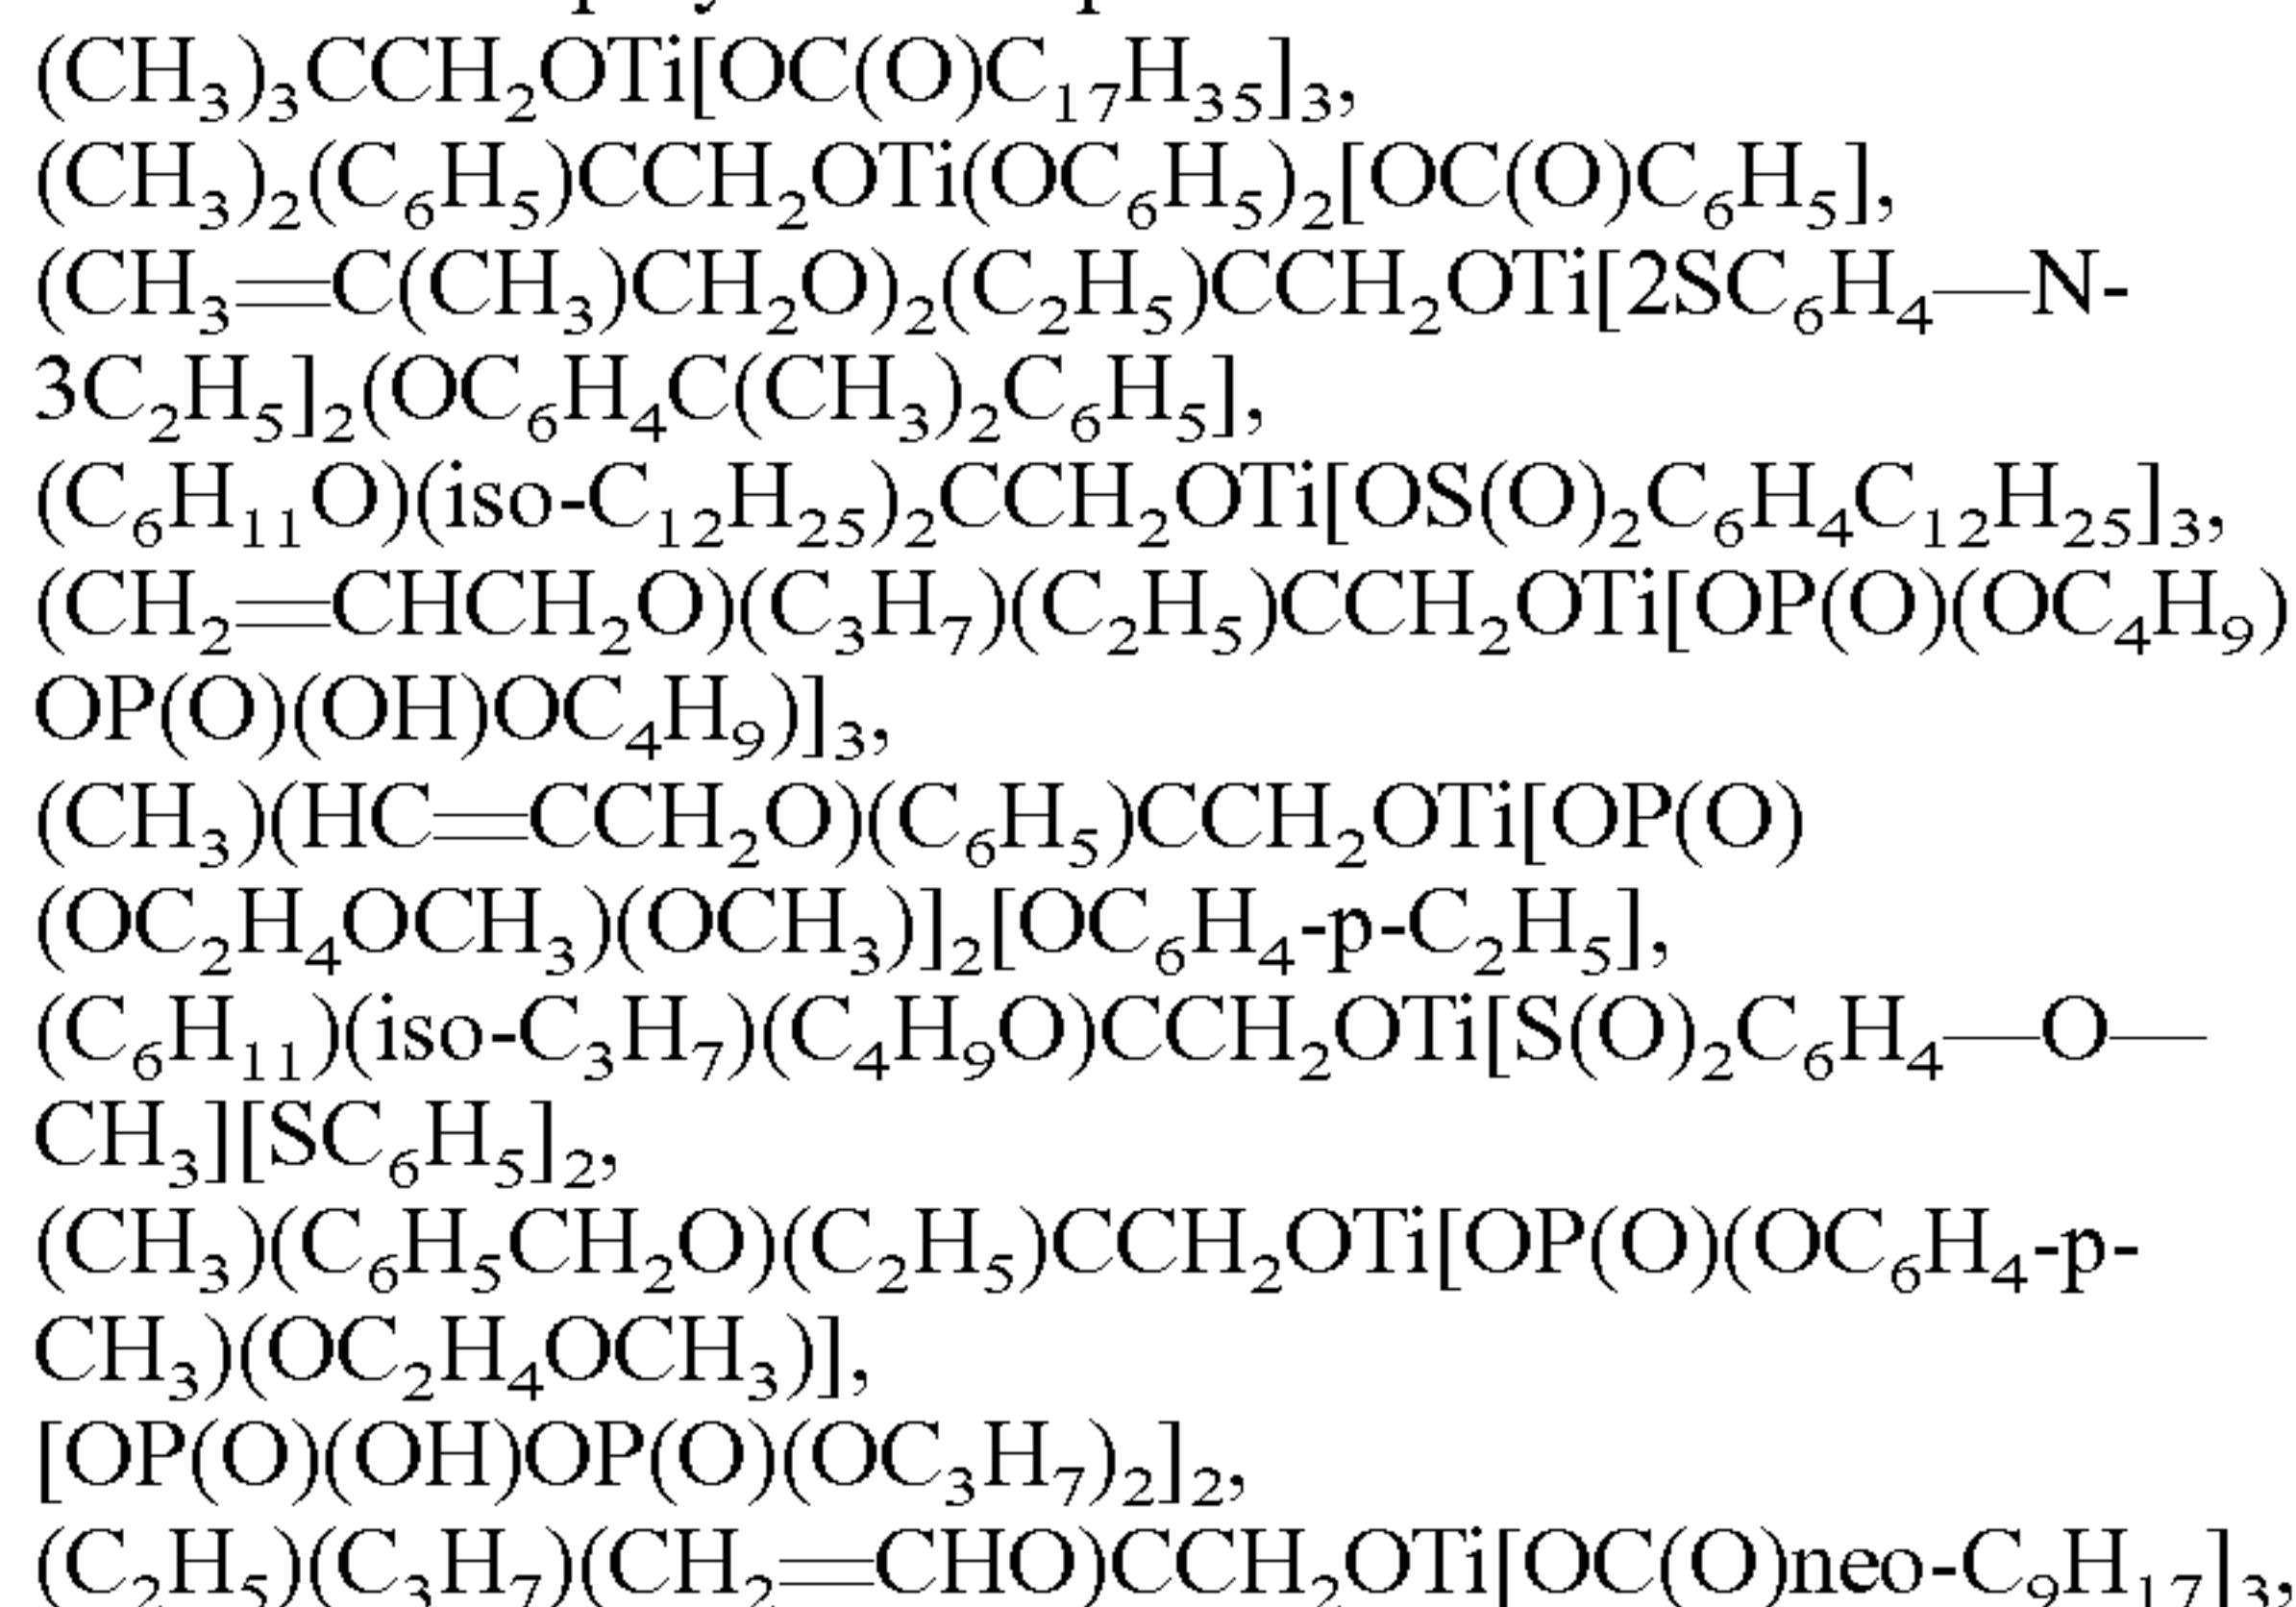 (CH₃)₃CCH₂OTi[OC(O)C₁₇H₃₅]₃,
(CH₃)₂(C₆H₅)CCH₂OTi(OC₆H₅)₂[OC(O)C₆H₅],
(CH₃═C(CH₃)CH₂O)₂(C₂H₅)CCH₂OTi[2SC₆H₄—N-
3C₂H₅]₂(OC₆H₄C(CH₃)₂C₆H₅],
(C₆H₁₁O)(iso-C₁₂H₂₅)₂CCH₂OTi[OS(O)₂C₆H₄C₁₂H₂₅]₃,
(CH₂═CHCH₂O)(C₃H₇)(C₂H₅)CCH₂OTi[OP(O)(OC₄H₉)
OP(O)(OH)OC₄H₉)]₃,
(CH₃)(HC═CCH₂O)(C₆H₅)CCH₂OTi[OP(O)
(OC₂H₄OCH₃)(OCH₃)]₂[OC₆H₄-p-C₂H₅],
(C₆H₁₁)(iso-C₃H₇)(C₄H₉O)CCH₂OTi[S(O)₂C₆H₄—O—
CH₃][SC₆H₅]₂,
(CH₃)(C₆H₅CH₂O)(C₂H₅)CCH₂OTi[OP(O)(OC₆H₄-p-
CH₃)(OC₂H₄OCH₃)],
[OP(O)(OH)OP(O)(OC₃H₇)₂]₂,
(C₂H₅)(C₃H₇)(CH₂═CHO)CCH₂OTi[OC(O)neo-C₉H₁₇]₃,